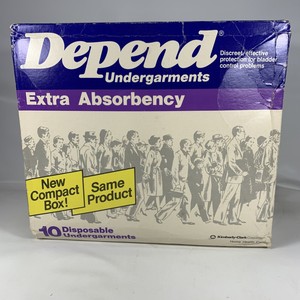 Depend®
Undergarments
Discreet/effective
protection for bladder
control problems
Extra Absorbency
New
Compact
Box!
Same
Product
10 Disposable
Undergarments
Kimberly-Clark